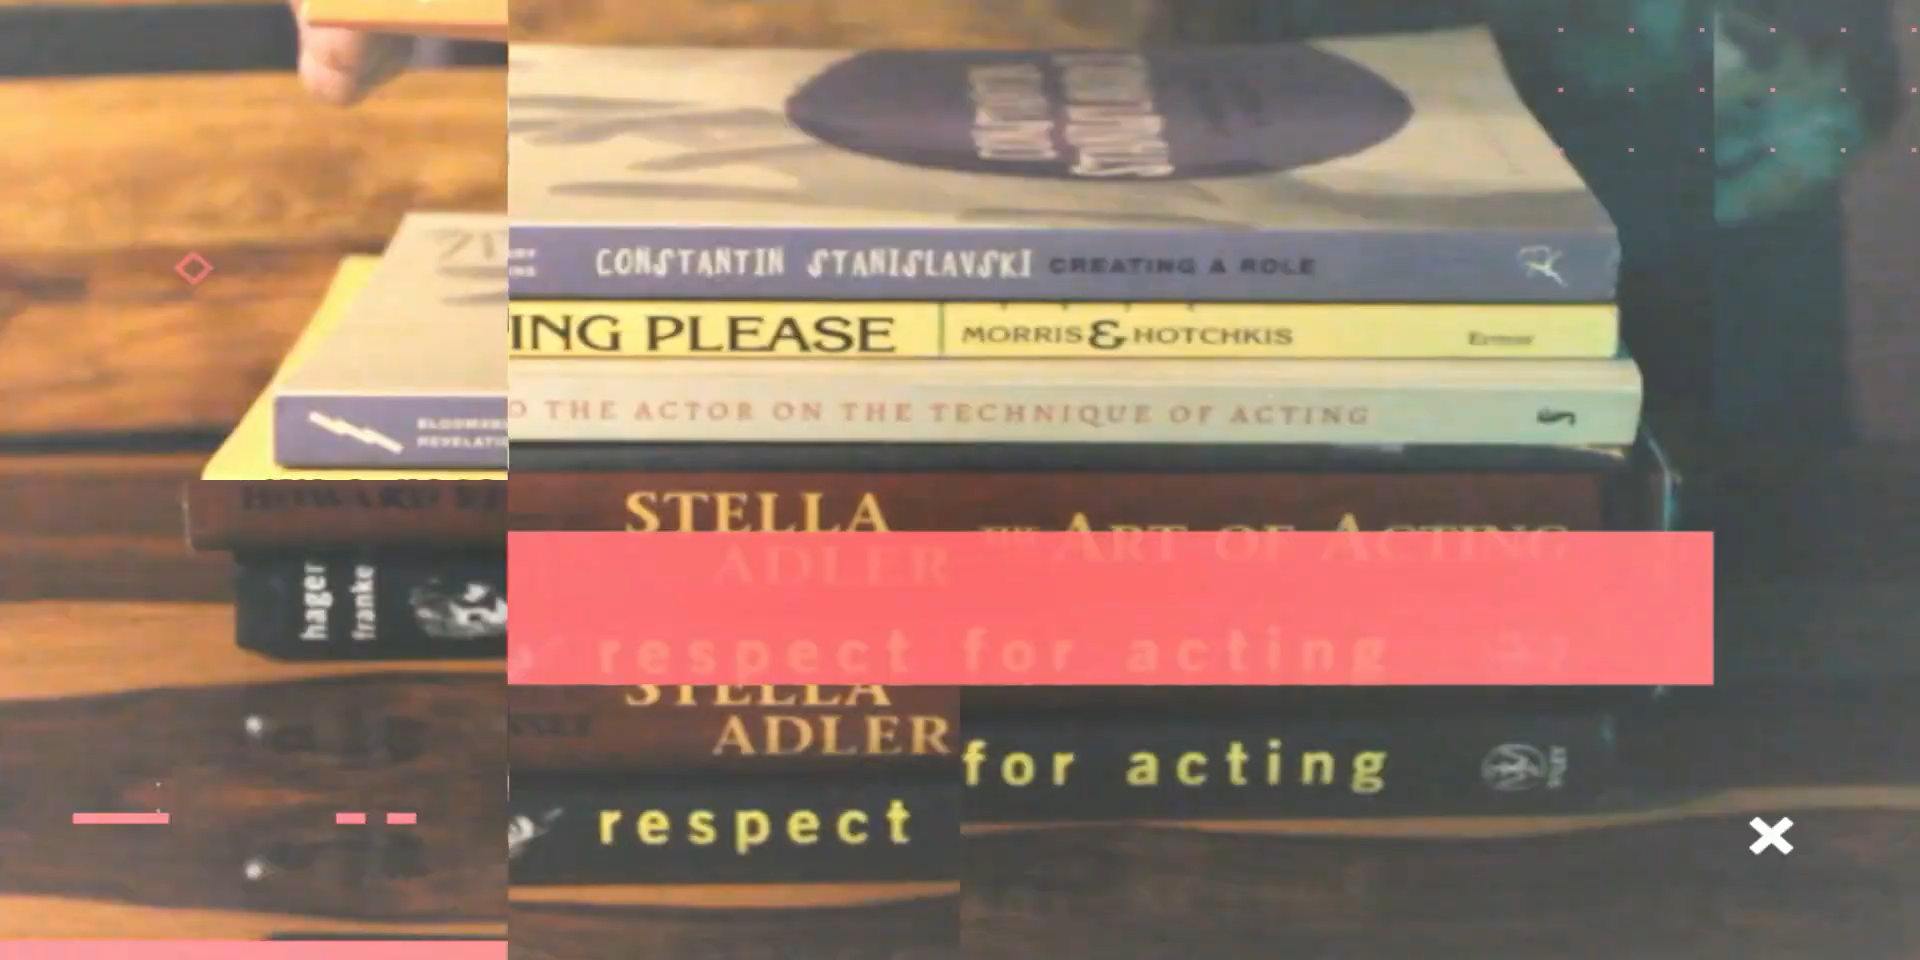 CONSTANTIN STANISLAVSKI CREATING A ROLE
ING PLEASE MORRIS & HOTCHKIS
O THE ACTOR ON THE TECHNIQUE OF ACTING
STELLA
ADLER
THE ART OF ACTING
hager
franke
respect for acting
STELLA
ADLER
for acting
WILEY
respect